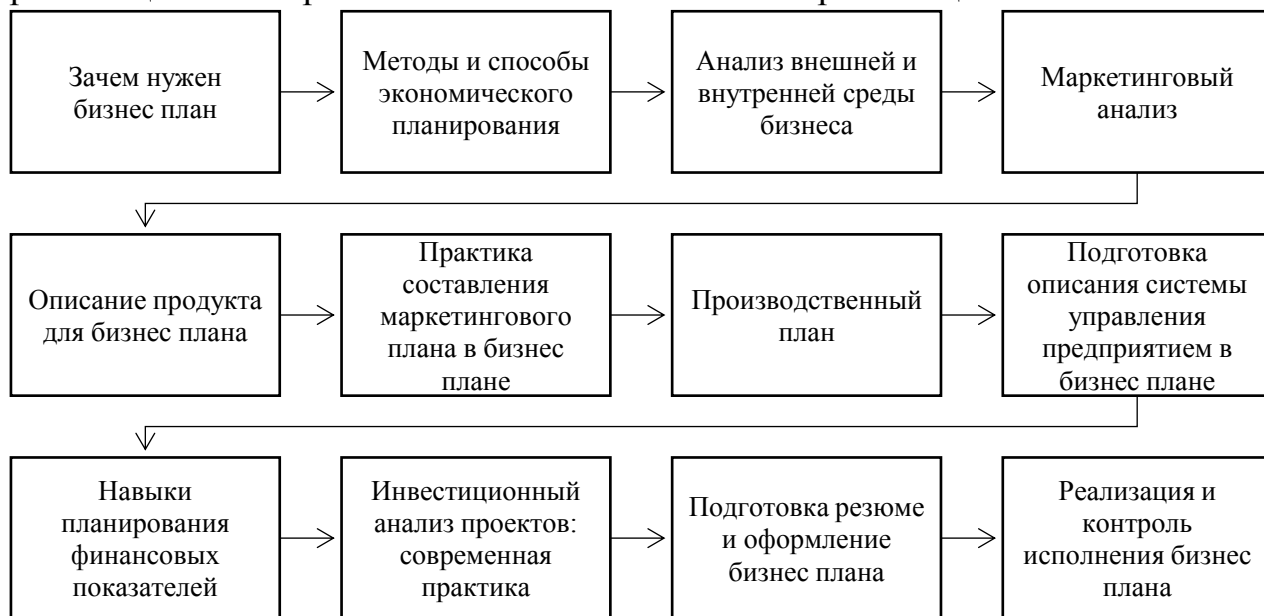 Зачем нужен
бизнес план
Методы и способы
экономического
планирования
Анализ внешней и
внутренней среды
бизнеса
Маркетинговый
анализ
Описание продукта
для бизнес плана
Практика
составления
маркетингового
плана в бизнес
плане
Производственный
план
Подготовка
описания системы
управления
предприятием в
бизнес плане
Навыки
планирования
финансовых
показателей
Инвестиционный
анализ проектов:
современная
практика
Подготовка резюме
и оформление
бизнес плана
Реализация и
контроль
исполнения бизнес
плана